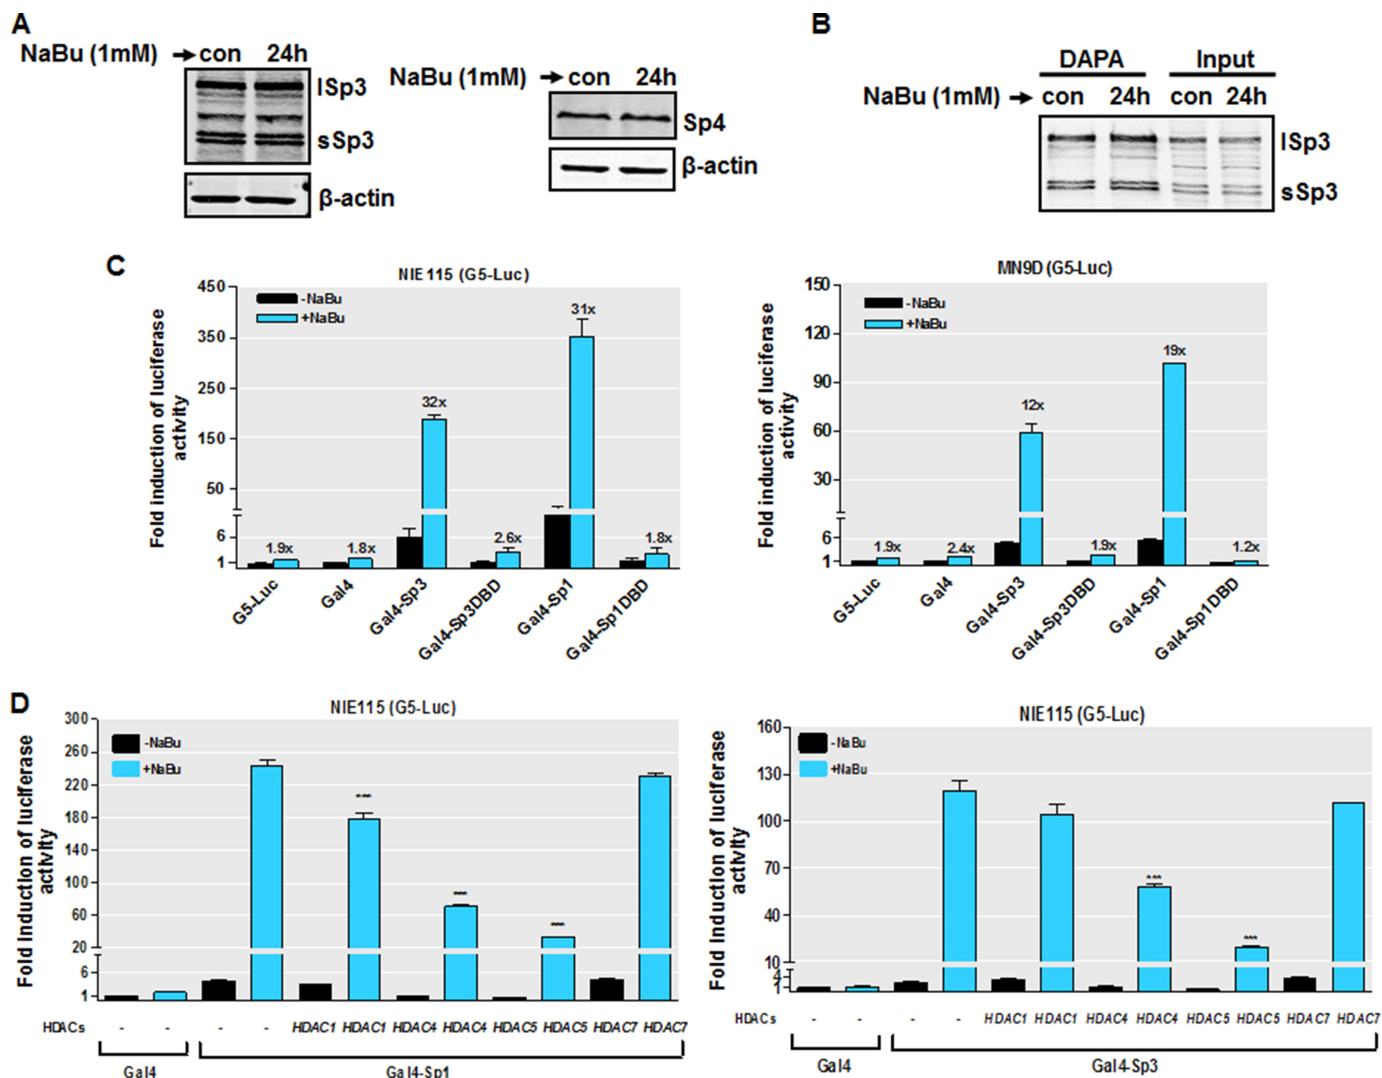 A
NaBu (1mM) → con 24h
lSp3
sSp3
β-actin
NaBu (1mM) → con 24h
Sp4
β-actin
B
DAPA Input
NaBu (1mM) → con 24h con 24h
lSp3
sSp3
C
NIE115 (G5-Luc)
Fold induction of luciferase activity
450
350
250
150
50
6
1
-NaBu
+NaBu
1.9x 1.8x 32x 2.6x 31x 1.8x
G5-Luc Gal4 Gal4-Sp3 Gal4-Sp3DBD Gal4-Sp1 Gal4-Sp1DBD
MN9D (G5-Luc)
Fold induction of luciferase activity
150
120
90
60
30
6
1
-NaBu
+NaBu
1.9x 2.4x 12x 1.9x 19x 1.2x
G5-Luc Gal4 Gal4-Sp3 Gal4-Sp3DBD Gal4-Sp1 Gal4-Sp1DBD
D
NIE115 (G5-Luc)
Fold induction of luciferase activity
300
260
220
180
140
100
60
20
6
1
-NaBu
+NaBu
*** *** ***
HDACs - - - - HDAC1 HDAC1 HDAC4 HDAC4 HDAC5 HDAC5 HDAC7 HDAC7
Gal4 Gal4-Sp1
NIE115 (G5-Luc)
Fold induction of luciferase activity
160
130
100
70
40
10
4
1
-NaBu
+NaBu
*** ***
HDACs - - - - HDAC1 HDAC1 HDAC4 HDAC4 HDAC5 HDAC5 HDAC7 HDAC7
Gal4 Gal4-Sp3